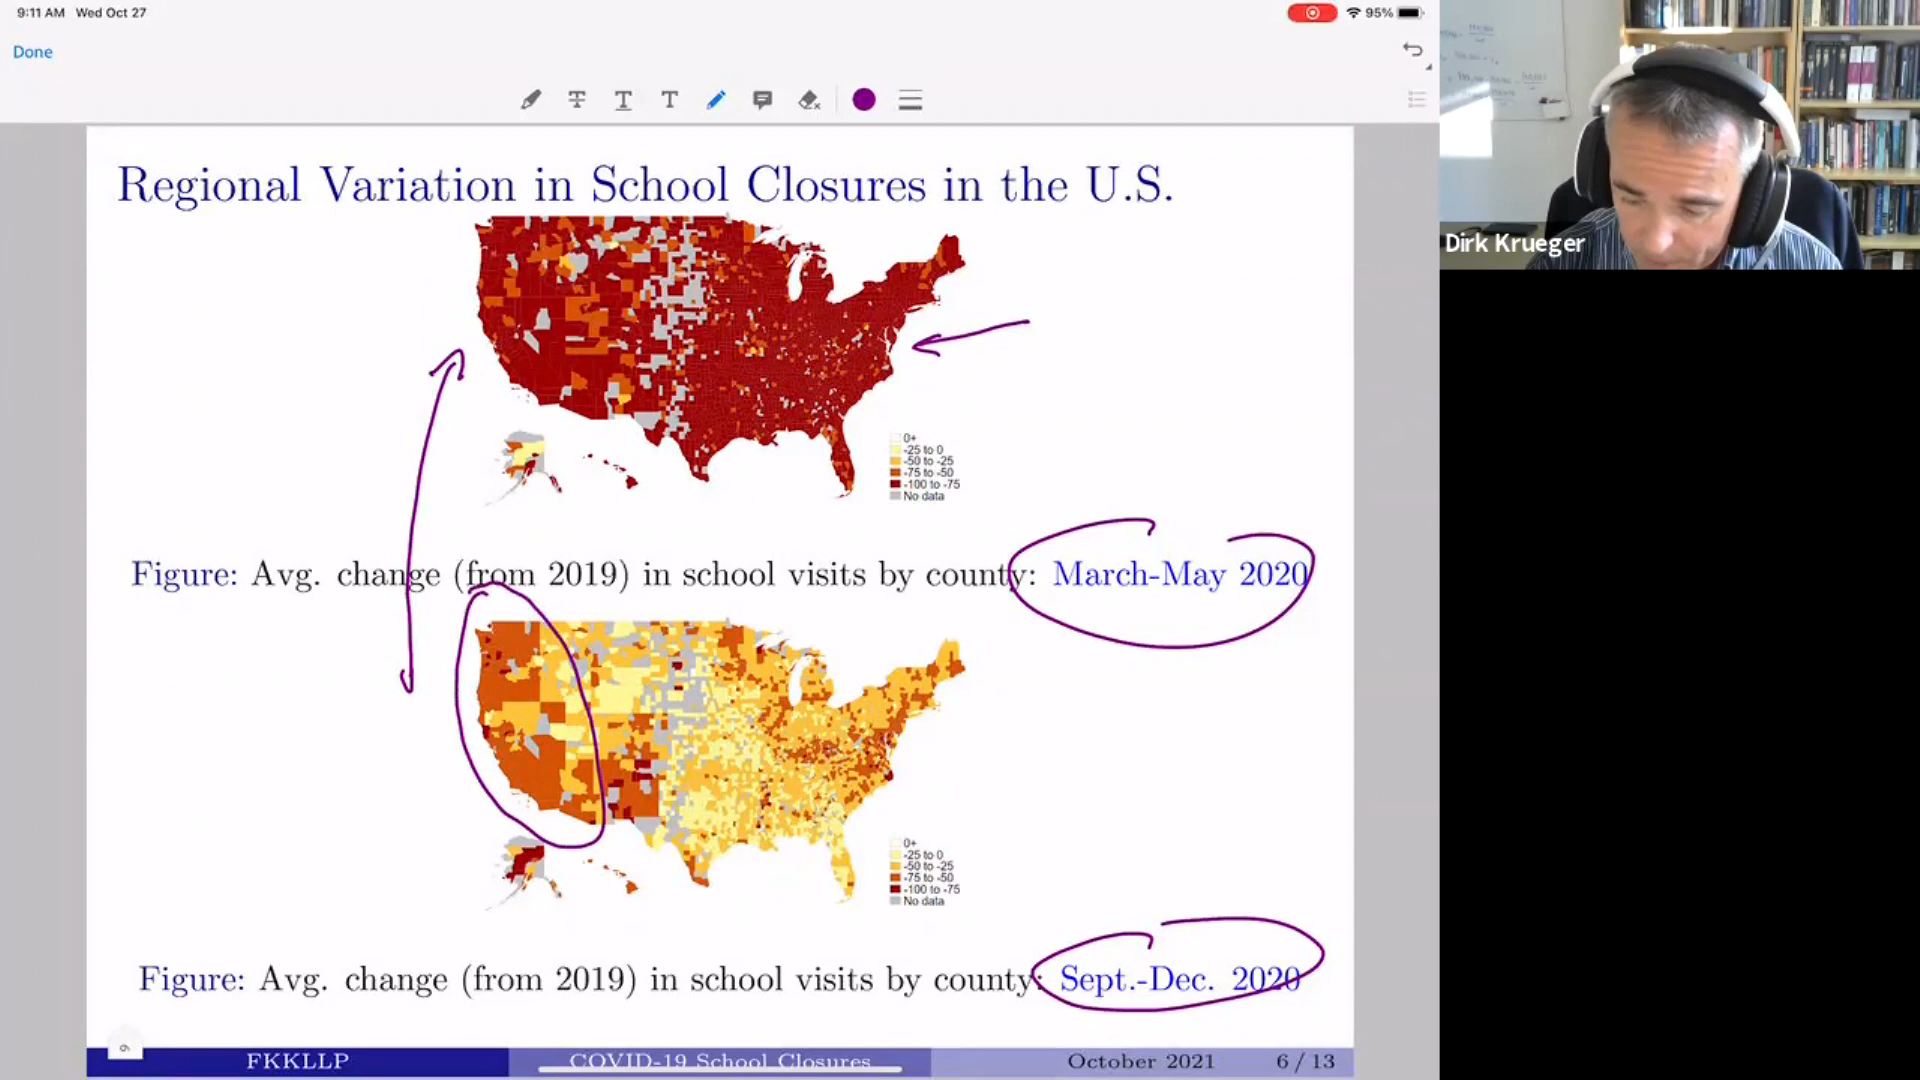 9:11 AM Wed Oct 27
95%
Done
Dirk Krueger
Regional Variation in School Closures in the U.S.
0+
-25 to 0
-50 to -25
-75 to -50
-100 to -75
No data
Figure: Avg. change (from 2019) in school visits by county: March-May 2020
0+
-25 to 0
-50 to -25
-75 to -50
-100 to -75
No data
Figure: Avg. change (from 2019) in school visits by county: Sept.-Dec. 2020
FKKLLP COVID-19 School Closures October 2021 6 / 13